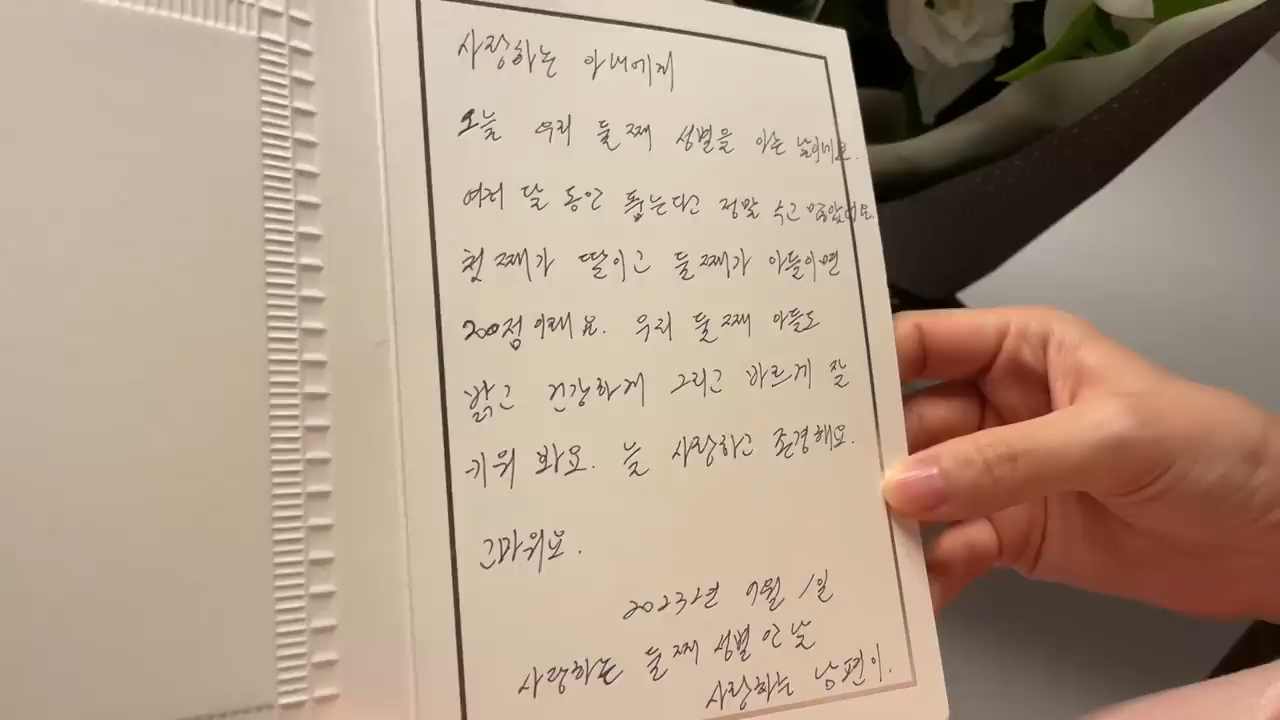 사랑하는 아내에게
오늘 우리 둘째 성별을 아는 날이네요.
여러 달 동안 품는다고 정말 수고 많았어요.
첫째가 딸이고 둘째가 아들이면
200점 이래요. 우리 둘째 아들도
밝고 건강하게 그리고 바르게 잘
키워 봐요. 늘 사랑하고 존경해요.
고마워요.
2023년 9월 1일
사랑하는 둘째 성별 안 날
사랑하는 남편이.